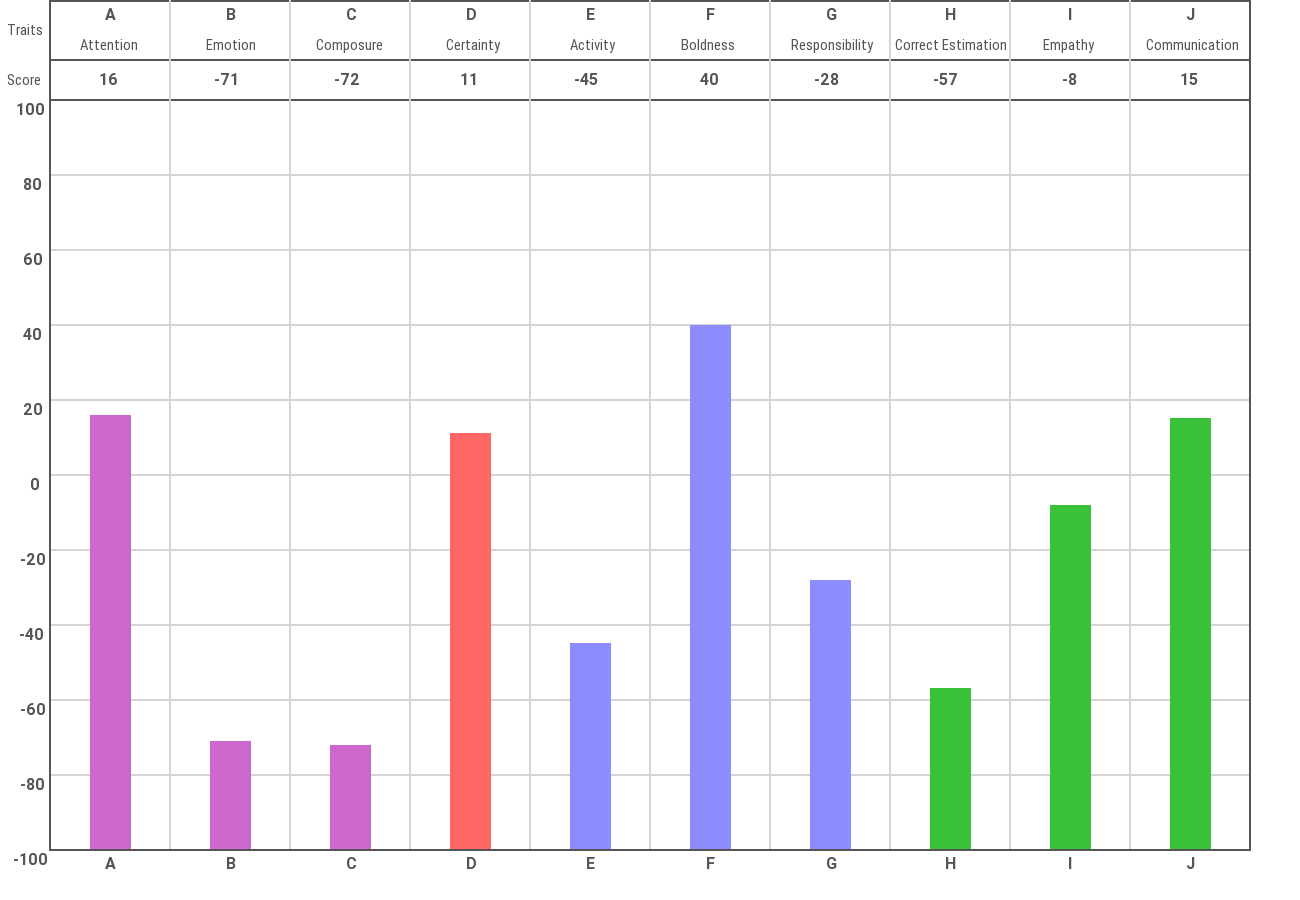 Traits A B C D E F G H I J
Attention Emotion Composure Certainty Activity Boldness Responsibility Correct Estimation Empathy Communication
Score 16 -71 -72 11 -45 40 -28 -57 -8 15
100
80
60
40
20
0
-20
-40
-60
-80
-100
A B C D E F G H I J